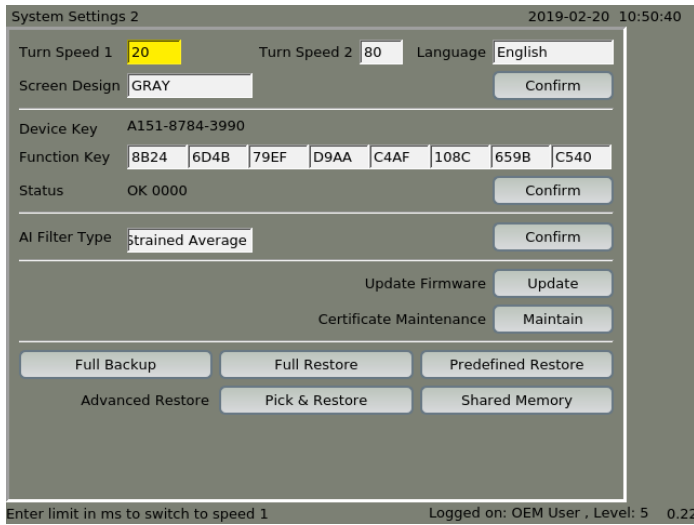 System Settings 2 2019-02-20 10:50:40
Turn Speed 1 20 Turn Speed 2 80 Language English
Screen Design GRAY Confirm
Device Key A151-8784-3990
Function Key 8B24 6D4B 79EF D9AA C4AF 108C 659B C540
Status OK 0000 Confirm
AI Filter Type Strained Average Confirm
Update Firmware Update
Certificate Maintenance Maintain
Full Backup Full Restore Predefined Restore
Advanced Restore Pick & Restore Shared Memory
Enter limit in ms to switch to speed 1 Logged on: OEM User , Level: 5 0.22